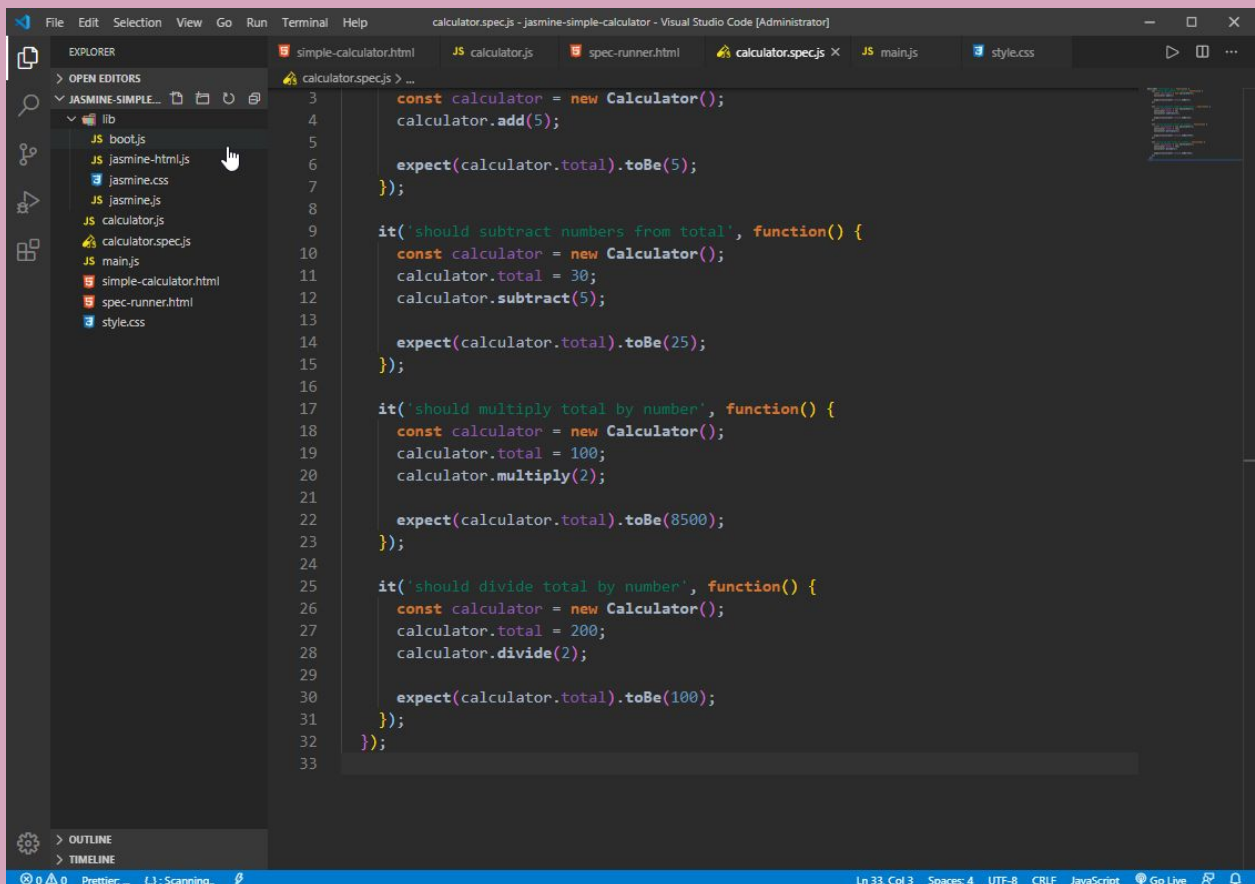 File Edit Selection View Go Run Terminal Help calculator.spec.js - jasmine-simple-calculator - Visual Studio Code [Administrator]
EXPLORER
OPEN EDITORS
JASMINE-SIMPLE...
lib
JS boot.js
JS jasmine-html.js
jasmine.css
JS jasmine.js
JS calculator.js
calculator.spec.js
JS main.js
simple-calculator.html
spec-runner.html
style.css
OUTLINE
TIMELINE
simple-calculator.html JS calculator.js spec-runner.html calculator.spec.js JS main.js style.css
calculator.spec.js > ...
3 const calculator = new Calculator();
4 calculator.add(5);
5
6 expect(calculator.total).toBe(5);
7 });
8
9 it('should subtract numbers from total', function() {
10 const calculator = new Calculator();
11 calculator.total = 30;
12 calculator.subtract(5);
13
14 expect(calculator.total).toBe(25);
15 });
16
17 it('should multiply total by number', function() {
18 const calculator = new Calculator();
19 calculator.total = 100;
20 calculator.multiply(2);
21
22 expect(calculator.total).toBe(8500);
23 });
24
25 it('should divide total by number', function() {
26 const calculator = new Calculator();
27 calculator.total = 200;
28 calculator.divide(2);
29
30 expect(calculator.total).toBe(100);
31 });
32 });
33
0 0 Prettier: {.} : Scanning.. Ln 33, Col 3 Spaces: 4 UTF-8 CRLF JavaScript Go Live